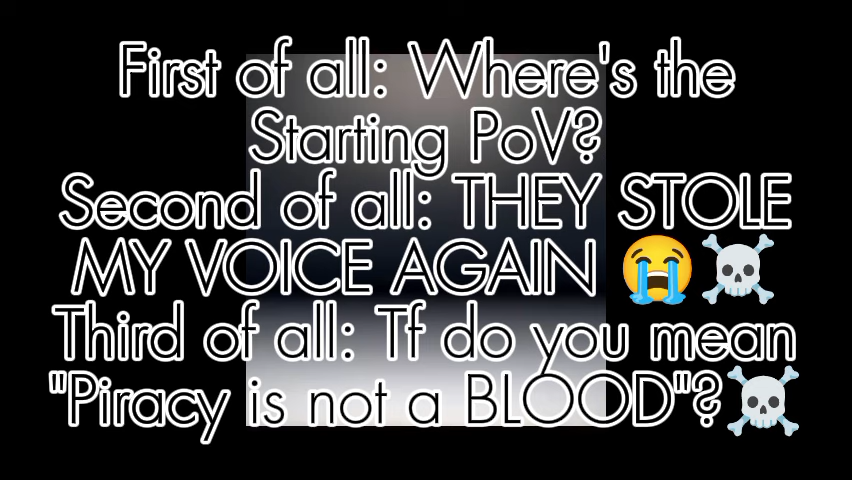 First of all: Where's the
Starting PoV?
Second of all: THEY STOLE
MY VOICE AGAIN 😭☠️
Third of all: Tf do you mean
"Piracy is not a BLOOD"?☠️